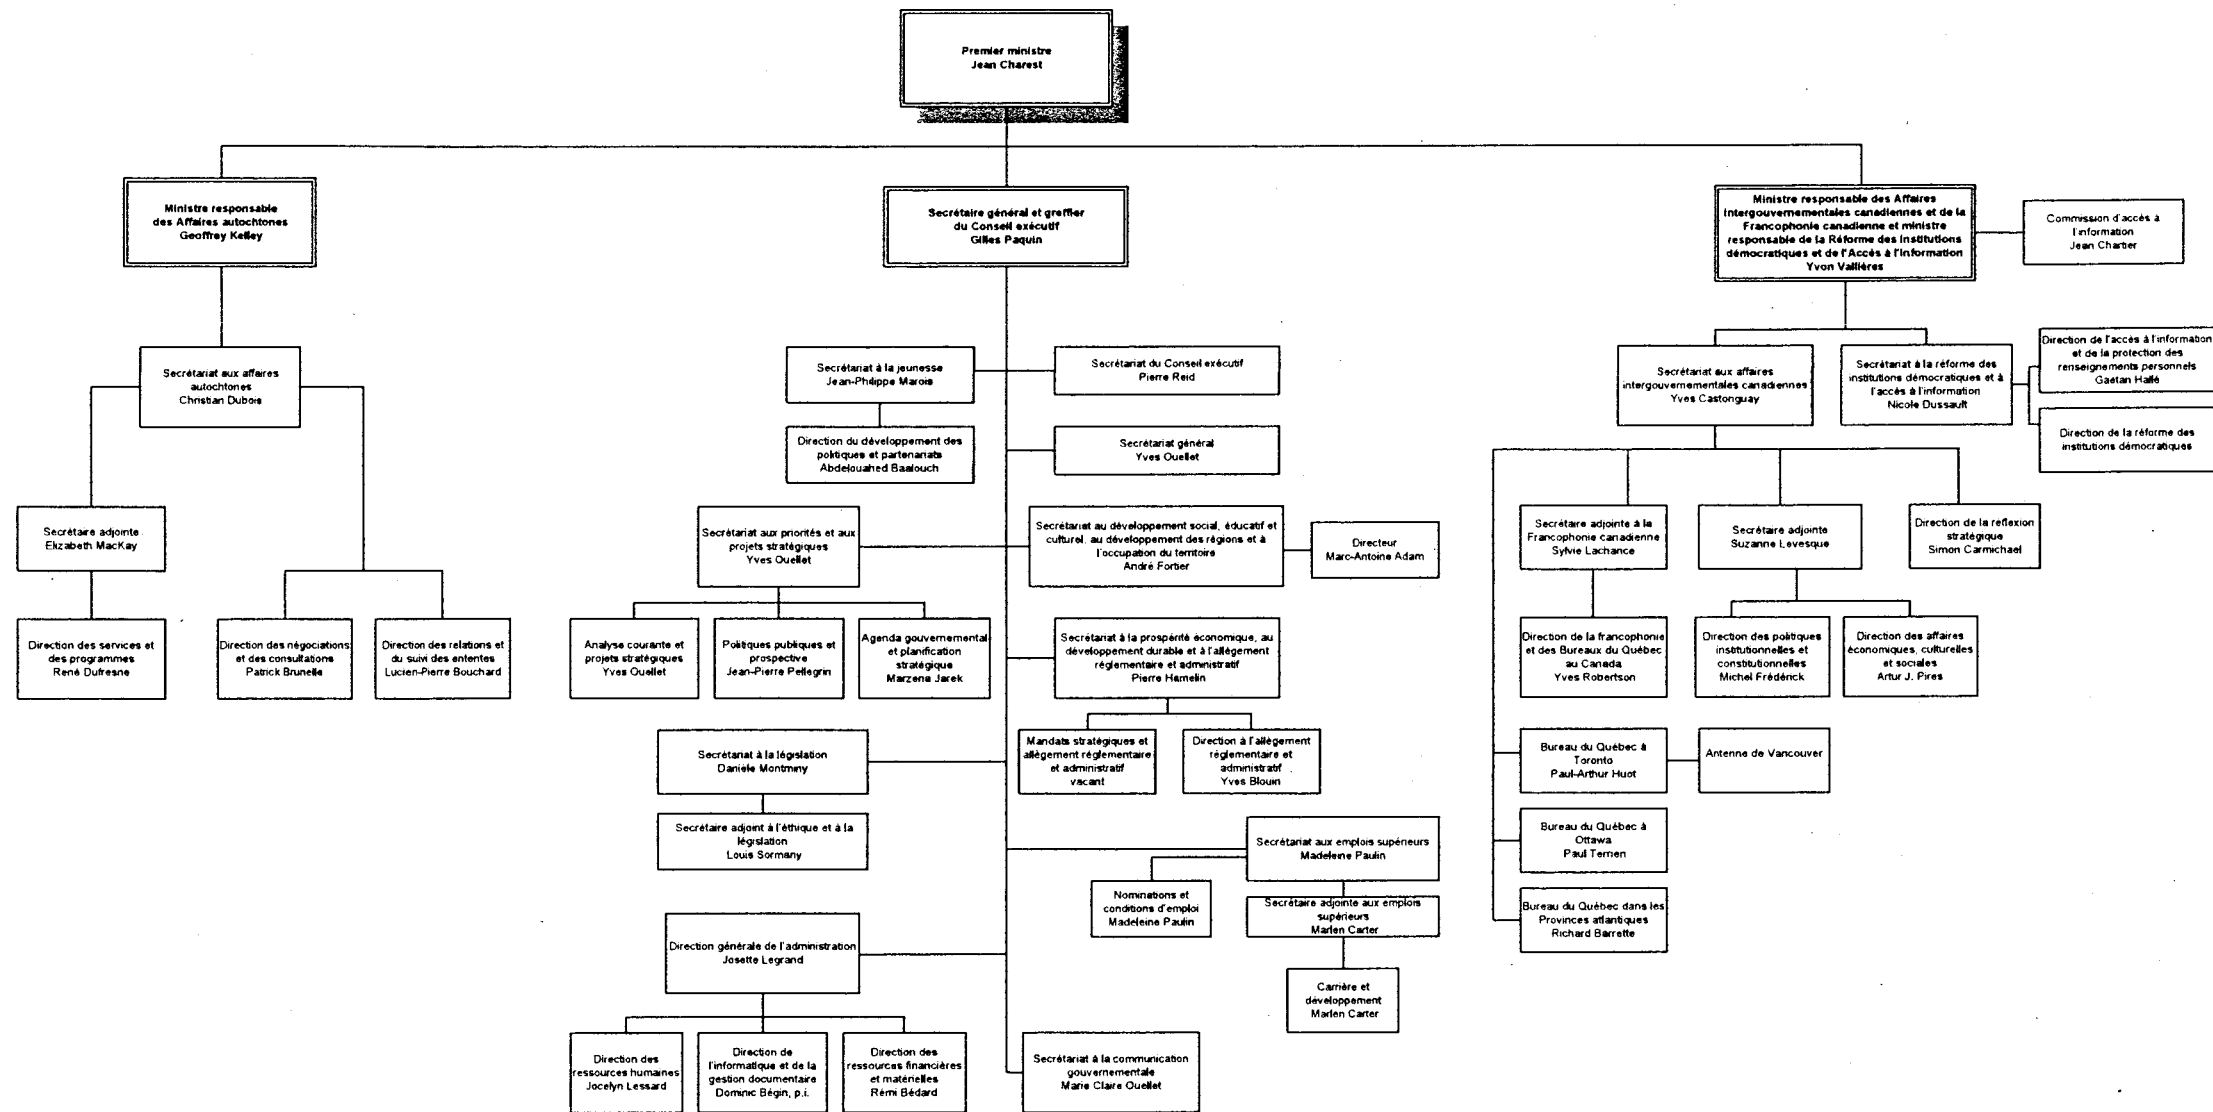 Premier ministre
Jean Charest
Ministre responsable
des Affaires autochtones
Geoffrey Kelley
Secrétaire général et greffier
du Conseil exécutif
Gilles Paquin
Ministre responsable des Affaires
intergouvernementales canadiennes et de la
Francophonie canadienne et ministre
responsable de la Réforme des Institutions
démocratiques et de l'Accès à l'Information
Yvon Vallières
Commission d'accès à
l'information
Jean Chartier
Secrétariat aux affaires
autochtones
Christian Dubois
Secrétaire adjointe
Elizabeth MacKay
Direction des services et
des programmes
René Dufresne
Direction des négociations
et des consultations
Patrick Brunelle
Direction des relations et
du suivi des ententes
Lucien-Pierre Bouchard
Secrétariat à la jeunesse
Jean-Philippe Marois
Direction du développement des
politiques et partenariats
Abdelouahed Baalouch
Secrétariat du Conseil exécutif
Pierre Reid
Secrétariat général
Yves Ouellet
Secrétariat aux priorités et aux
projets stratégiques
Yves Ouellet
Analyse courante et
projets stratégiques
Yves Ouellet
Politiques publiques et
prospective
Jean-Pierre Pellegrin
Agenda gouvernemental
et planification
stratégique
Marzena Jarek
Secrétariat au développement social, éducatif et
culturel, au développement des régions et à
l'occupation du territoire
André Fortier
Directeur
Marc-Antoine Adam
Secrétariat à la prospérité économique, au
développement durable et à l'allégement
réglementaire et administratif
Pierre Hamelin
Mandats stratégiques et
allègement réglementaire
et administratif
vacant
Direction à l'allègement
réglementaire et
administratif
Yves Blouin
Secrétariat à la législation
Danièle Montminy
Secrétaire adjoint à l'éthique et à la
législation
Louis Sormany
Secrétariat aux emplois supérieurs
Madeleine Paulin
Nominations et
conditions d'emploi
Madeleine Paulin
Secrétaire adjointe aux emplois
supérieurs
Marlen Carter
Carrière et
développement
Marlen Carter
Direction générale de l'administration
Josette Legrand
Direction des
ressources humaines
Jocelyn Lessard
Direction de
l'informatique et de la
gestion documentaire
Dominic Bégin, p.i.
Direction des
ressources financières
et matérielles
Rémi Bédard
Secrétariat à la communication
gouvernementale
Marie Claire Ouellet
Secrétariat aux affaires
intergouvernementales canadiennes
Yves Castonguay
Secrétariat à la réforme des
institutions démocratiques et à
l'accès à l'information
Nicole Dussault
Direction de l'accès à l'information
et de la protection des
renseignements personnels
Gaétan Hallé
Direction de la réforme des
institutions démocratiques
Secrétaire adjointe à la
Francophonie canadienne
Sylvie Lachance
Secrétaire adjointe
Suzanne Levesque
Direction de la réflexion
stratégique
Simon Carmichael
Direction de la francophonie
et des Bureaux du Québec
au Canada
Yves Robertson
Direction des politiques
institutionnelles et
constitutionnelles
Michel Frédérick
Direction des affaires
économiques, culturelles
et sociales
Artur J. Pires
Bureau du Québec à
Toronto
Paul-Arthur Huot
Antenne de Vancouver
Bureau du Québec à
Ottawa
Paul Terrien
Bureau du Québec dans les
Provinces atlantiques
Richard Barrette